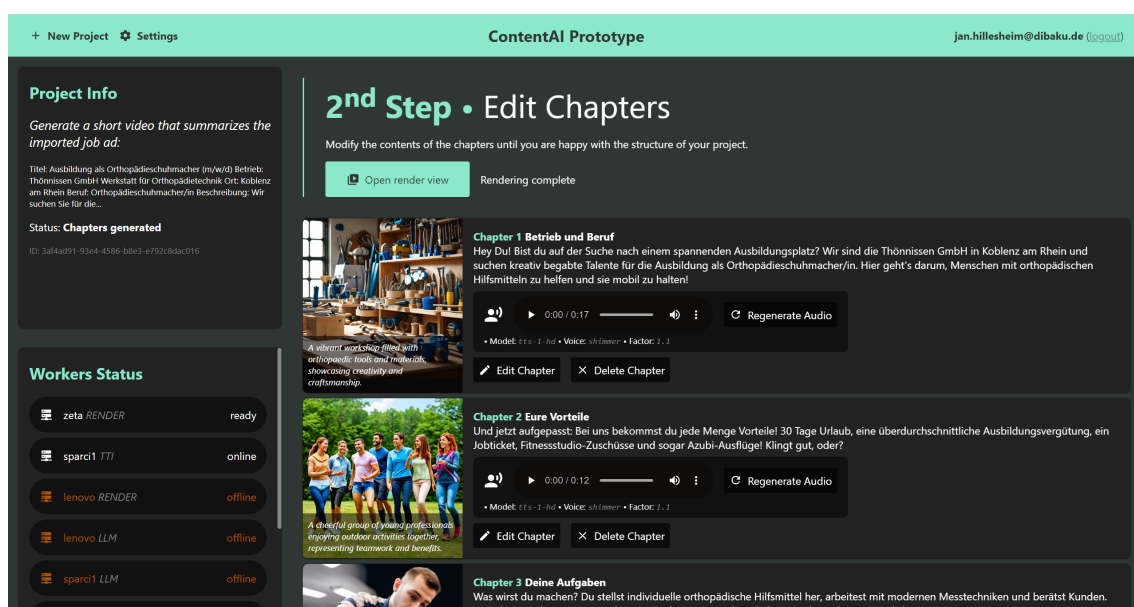 + New Project Settings
ContentAI Prototype
jan.hillesheim@dibaku.de (logout)
Project Info
Generate a short video that summarizes the
imported job ad:
Titel: Ausbildung als Orthopädieschuhmacher (m/w/d) Betrieb:
Thönnissen GmbH Werkstatt für Orthopädietechnik Ort: Koblenz
am Rhein Beruf: Orthopädieschuhmacher/in Beschreibung: Wir
suchen Sie für die...
Status: Chapters generated
ID: 3af4ad91-93e4-4586-b8e3-e792c8dac016
Workers Status
zeta RENDER ready
sparci1 TTI online
lenovo RENDER offline
lenovo LLM offline
sparci1 LLM offline
2nd Step • Edit Chapters
Modify the contents of the chapters until you are happy with the structure of your project.
Open render view Rendering complete
A vibrant workshop filled with
orthopaedic tools and materials,
showcasing creativity and
craftsmanship.
Chapter 1 Betrieb und Beruf
Hey Du! Bist du auf der Suche nach einem spannenden Ausbildungsplatz? Wir sind die Thönnissen GmbH in Koblenz am Rhein und
suchen kreativ begabte Talente für die Ausbildung als Orthopädieschuhmacher/in. Hier geht's darum, Menschen mit orthopädischen
Hilfsmitteln zu helfen und sie mobil zu halten!
0:00 / 0:17 Regenerate Audio
• Model: tts-1-hd • Voice: shimmer • Factor: 1.1
Edit Chapter Delete Chapter
A cheerful group of young professionals
enjoying outdoor activities together,
representing teamwork and benefits.
Chapter 2 Eure Vorteile
Und jetzt aufgepasst: Bei uns bekommst du jede Menge Vorteile! 30 Tage Urlaub, eine überdurchschnittliche Ausbildungsvergütung, ein
Jobticket, Fitnessstudio-Zuschüsse und sogar Azubi-Ausflüge! Klingt gut, oder?
0:00 / 0:12 Regenerate Audio
• Model: tts-1-hd • Voice: shimmer • Factor: 1.1
Edit Chapter Delete Chapter
Chapter 3 Deine Aufgaben
Was wirst du machen? Du stellst individuelle orthopädische Hilfsmittel her, arbeitest mit modernen Messtechniken und berätst Kunden.